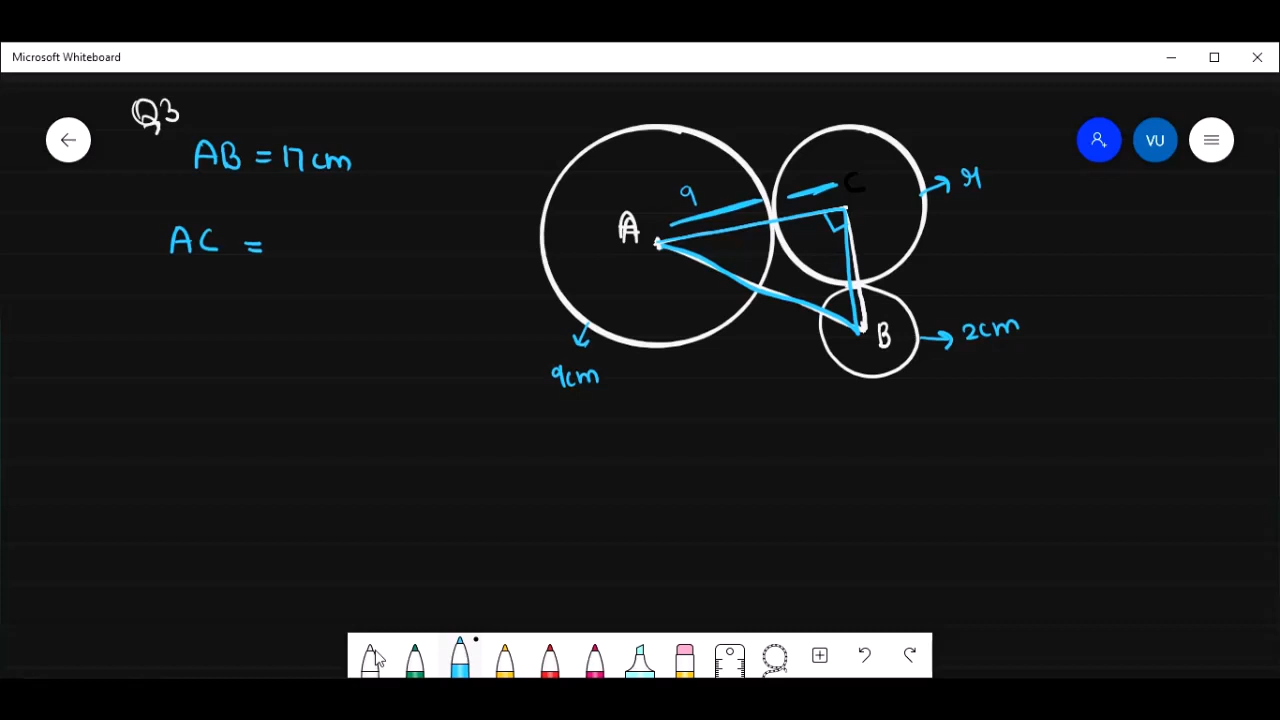 Microsoft Whiteboard
Q3
AB = 17 cm
AC =
A
9
C
r
B
2cm
9cm
VU